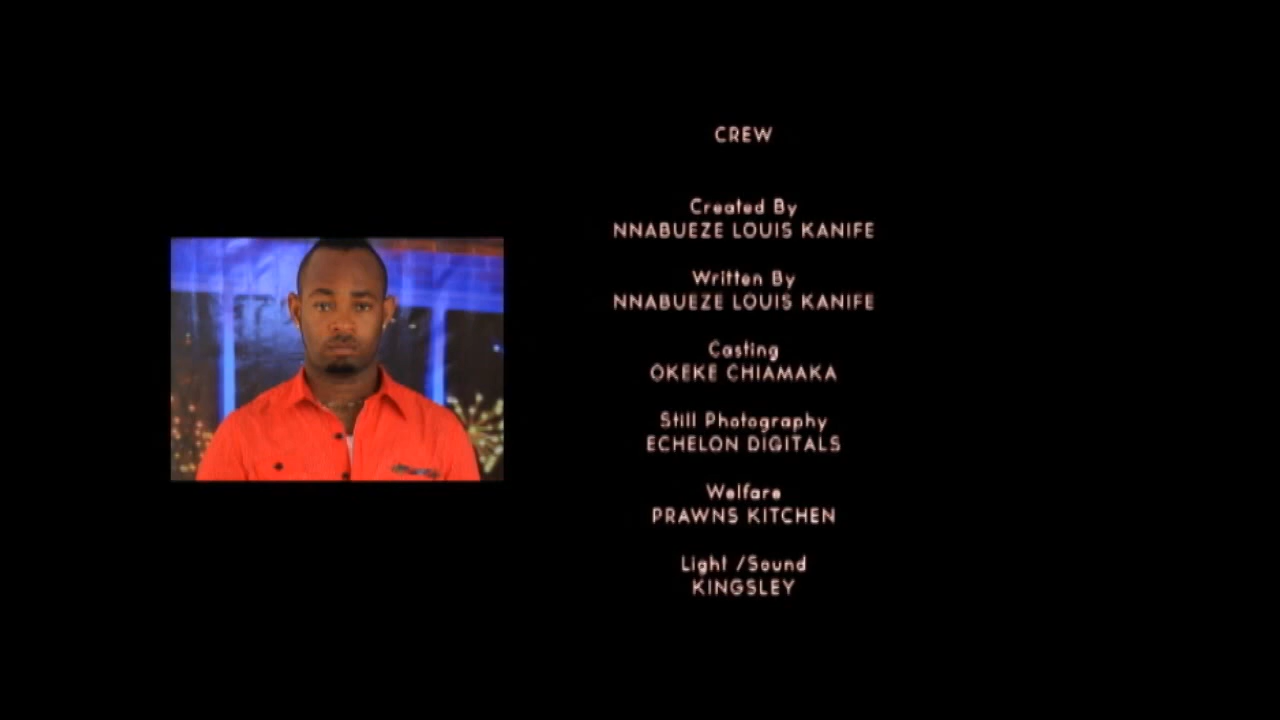 CREW
Created By
NNABUEZE LOUIS KANIFE
Written By
NNABUEZE LOUIS KANIFE
Casting
OKEKE CHIAMAKA
Still Photography
ECHELON DIGITALS
Welfare
PRAWNS KITCHEN
Light /Sound
KINGSLEY